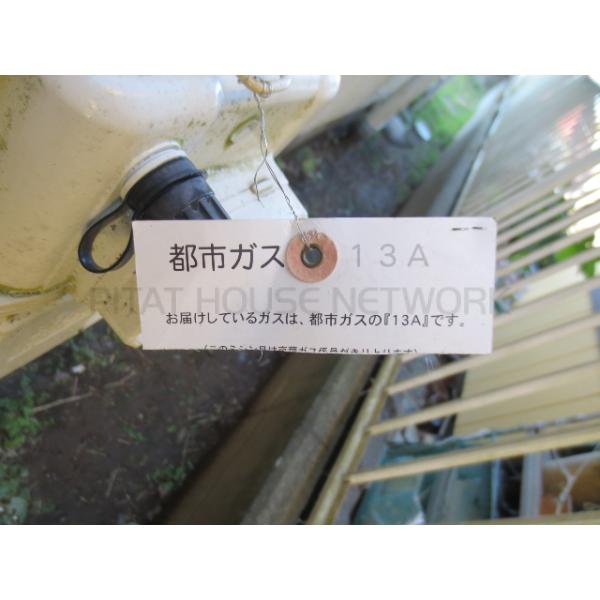 都市ガス 13A
PITAT HOUSE NETWORK
お届けしているガスは、都市ガスの『13A』です。